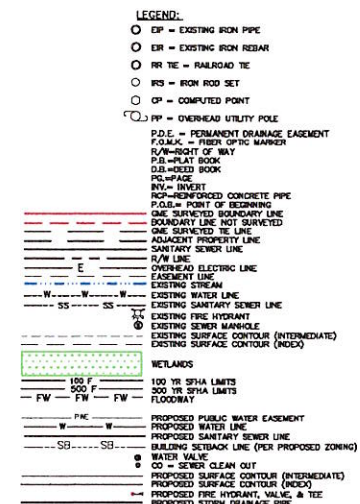 LEGEND:
EIP = EXISTING IRON PIPE
EIR = EXISTING IRON REBAR
RR TIE = RAILROAD TIE
IRS = IRON ROD SET
CP = COMPUTED POINT
PP = OVERHEAD UTILITY POLE
P.D.E. = PERMANENT DRAINAGE EASEMENT
F.O.M.K. = FIBER OPTIC MARKER
R/W=RIGHT OF WAY
P.B.=PLAT BOOK
D.B.=DEED BOOK
PG.=PAGE
INV.= INVERT
RCP=REINFORCED CONCRETE PIPE
P.O.B.= POINT OF BEGINNING
GME SURVEYED BOUNDARY LINE
BOUNDARY LINE NOT SURVEYED
GME SURVEYED TIE LINE
ADJACENT PROPERTY LINE
SANITARY SEWER LINE
R/W LINE
E OVERHEAD ELECTRIC LINE
EASEMENT LINE
EXISTING STREAM
W W EXISTING WATER LINE
SS SS EXISTING SANITARY SEWER LINE
EXISTING FIRE HYDRANT
EXISTING SEWER MANHOLE
EXISTING SURFACE CONTOUR (INTERMEDIATE)
EXISTING SURFACE CONTOUR (INDEX)
WETLANDS
100 F 100 YR SFHA LIMITS
500 F 500 YR SFHA LIMITS
FW FW FW FLOODWAY
PWE PROPOSED PUBLIC WATER EASEMENT
W W PROPOSED WATER LINE
PROPOSED SANITARY SEWER LINE
SB SB BUILDING SETBACK LINE (PER PROPOSED ZONING)
WATER VALVE
CO = SEWER CLEAN OUT
PROPOSED SURFACE CONTOUR (INTERMEDIATE)
PROPOSED SURFACE CONTOUR (INDEX)
PROPOSED FIRE HYDRANT, VALVE, & TEE
PROPOSED STORM DRAINAGE PIPE